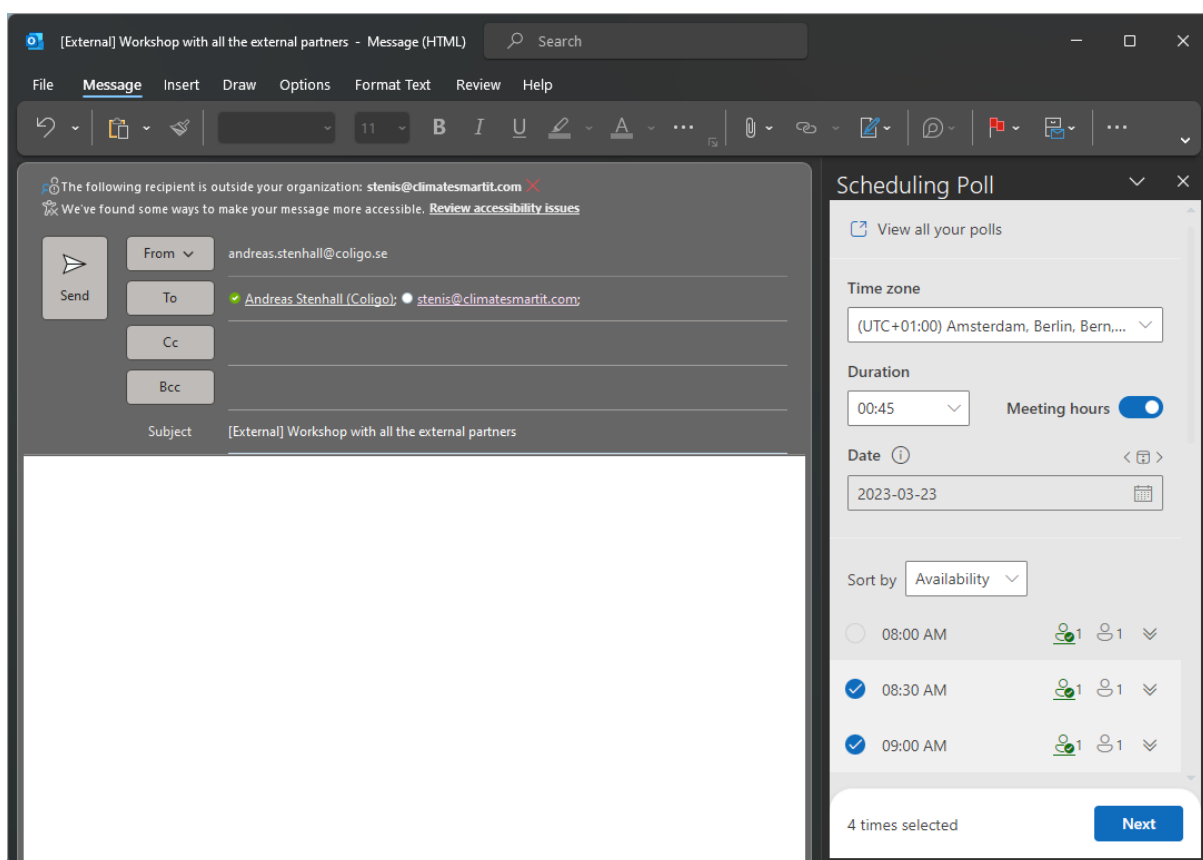 [External] Workshop with all the external partners - Message (HTML)
Search
File Message Insert Draw Options Format Text Review Help
11 B I U A
The following recipient is outside your organization: stenis@climatesmartit.com
We've found some ways to make your message more accessible. Review accessibility issues
Send
From
andreas.stenhall@coligo.se
To
Andreas Stenhall (Coligo); stenis@climatesmartit.com;
Cc
Bcc
Subject
[External] Workshop with all the external partners
Scheduling Poll
View all your polls
Time zone
(UTC+01:00) Amsterdam, Berlin, Bern,...
Duration
00:45
Meeting hours
Date
2023-03-23
Sort by Availability
08:00 AM 1 1
08:30 AM 1 1
09:00 AM 1 1
4 times selected
Next